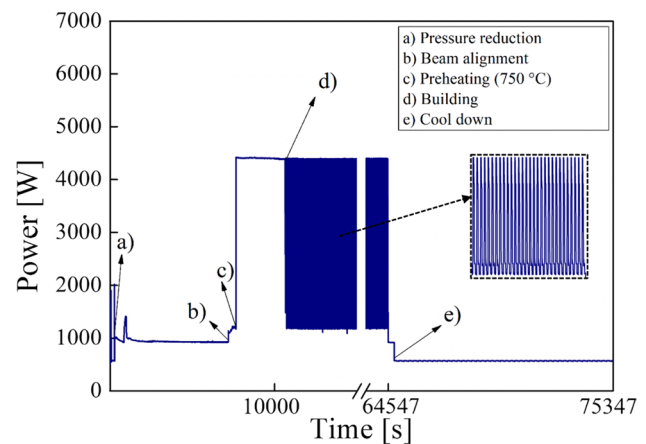 7000
6000
5000
4000
3000
2000
1000
0
Power [W]
a) Pressure reduction
b) Beam alignment
c) Preheating (750 °C)
d) Building
e) Cool down
d)
a)
c)
b)
e)
10000
64547
75347
Time [s]